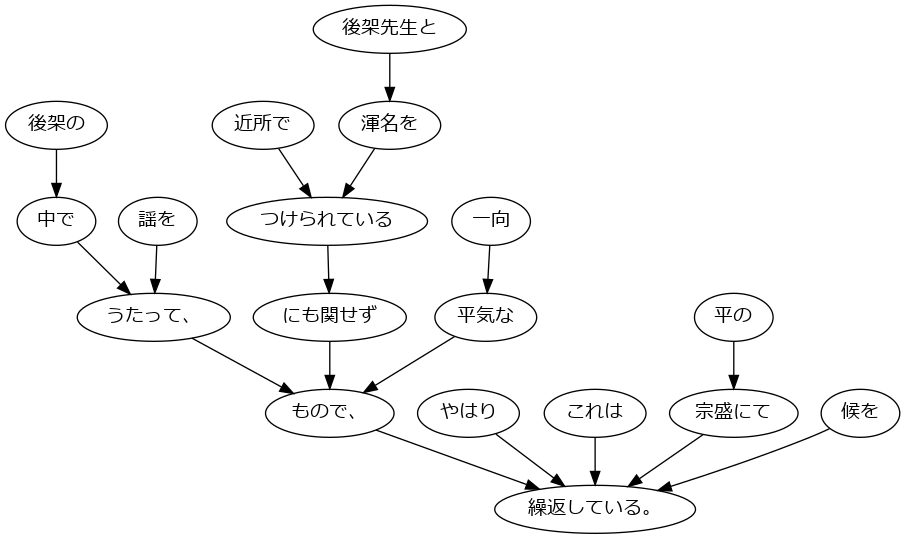 後架先生と
後架の
近所で
渾名を
中で
謡を
つけられている
一向
うたって、
にも関せず
平気な
平の
もので、
やはり
これは
宗盛にて
候を
繰返している。